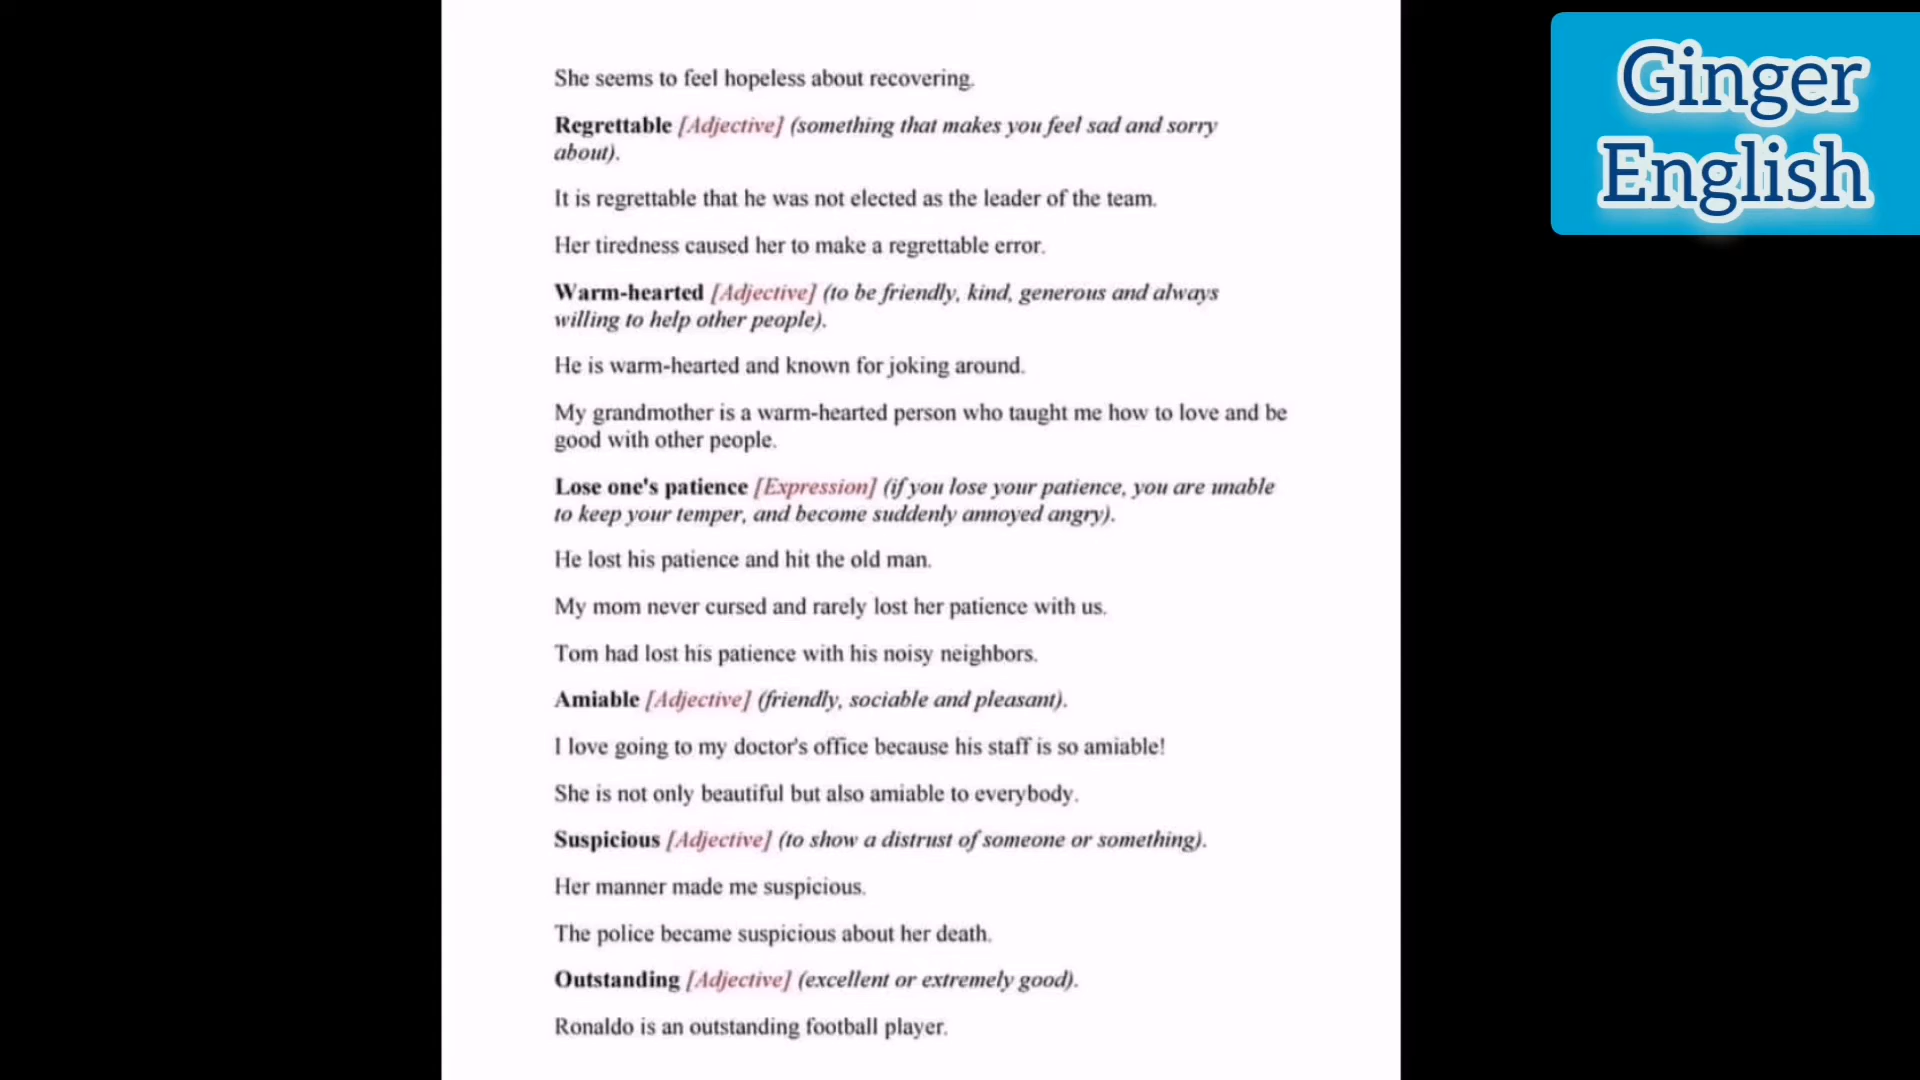 She seems to feel hopeless about recovering.
Regrettable [Adjective] (something that makes you feel sad and sorry
about).
It is regrettable that he was not elected as the leader of the team.
Her tiredness caused her to make a regrettable error.
Warm-hearted [Adjective] (to be friendly, kind, generous and always
willing to help other people).
He is warm-hearted and known for joking around.
My grandmother is a warm-hearted person who taught me how to love and be
good with other people.
Lose one's patience [Expression] (if you lose your patience, you are unable
to keep your temper, and become suddenly annoyed angry).
He lost his patience and hit the old man.
My mom never cursed and rarely lost her patience with us.
Tom had lost his patience with his noisy neighbors.
Amiable [Adjective] (friendly, sociable and pleasant).
I love going to my doctor's office because his staff is so amiable!
She is not only beautiful but also amiable to everybody.
Suspicious [Adjective] (to show a distrust of someone or something).
Her manner made me suspicious.
The police became suspicious about her death.
Outstanding [Adjective] (excellent or extremely good).
Ronaldo is an outstanding football player.
Ginger
English